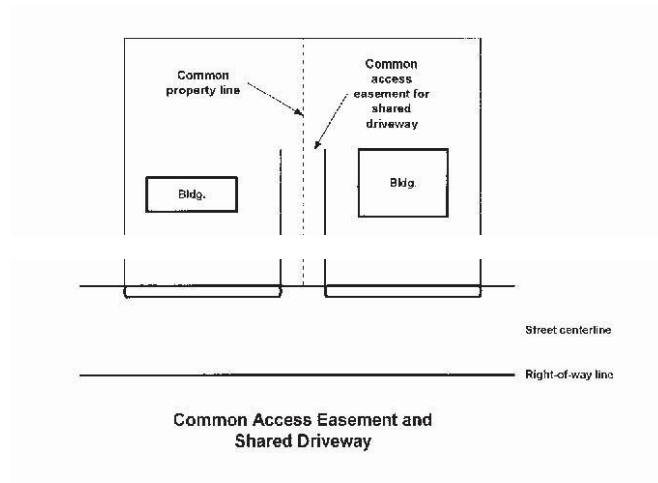 Common
property line
Common
access
easement for
shared
driveway
Bldg.
Bldg.
Street centerline
Right-of-way line
Common Access Easement and
Shared Driveway